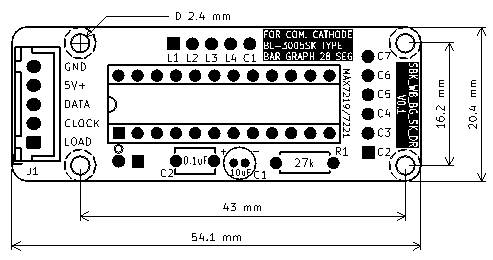 D 2.4 mm
FOR COM. CATHODE
BL-3005SK TYPE
BAR GRAPH 28 SEG
L1 L2 L3 L4 C1
GND
5V+
DATA
CLOCK
LOAD
J1
MAX7219/7221
C7
C6
C5
C4
C3
C2
SBK_WB_BG_SK_DRV
V0.1
0.1uF
C2
+ −
10uF
C1
27k
R1
16.2 mm
20.4 mm
43 mm
54.1 mm